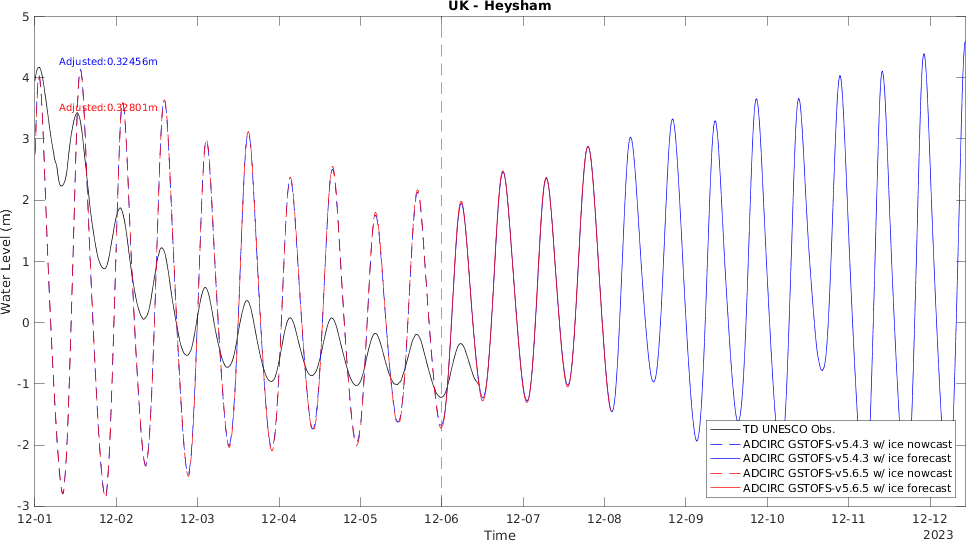 UK - Heysham
5
4
3
2
1
0
-1
-2
-3
Water Level (m)
Adjusted:0.32456m
Adjusted:0.32801m
TD UNESCO Obs.
ADCIRC GSTOFS-v5.4.3 w/ ice nowcast
ADCIRC GSTOFS-v5.4.3 w/ ice forecast
ADCIRC GSTOFS-v5.6.5 w/ ice nowcast
ADCIRC GSTOFS-v5.6.5 w/ ice forecast
12-01 12-02 12-03 12-04 12-05 12-06 12-07 12-08 12-09 12-10 12-11 12-12
Time
2023